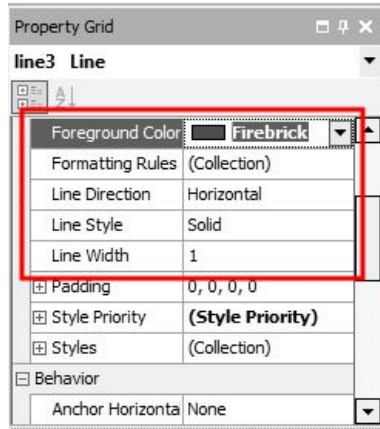 Property Grid
line3 Line
Foreground Color Firebrick
Formatting Rules (Collection)
Line Direction Horizontal
Line Style Solid
Line Width 1
Padding 0, 0, 0, 0
Style Priority (Style Priority)
Styles (Collection)
Behavior
Anchor Horizonta None